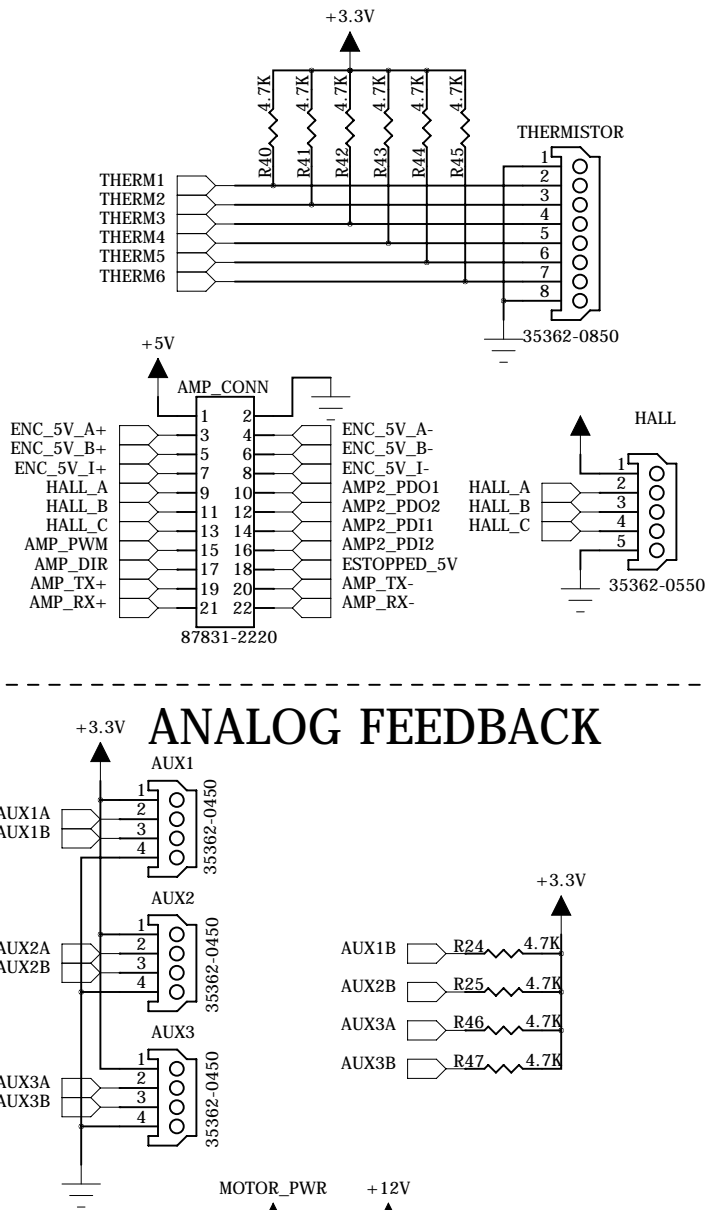 +3.3V
4.7K 4.7K 4.7K 4.7K 4.7K 4.7K
R40 R41 R42 R43 R44 R45
THERMISTOR
1
THERM1 2
THERM2 3
THERM3 4
THERM4 5
THERM5 6
THERM6 7
8
35362-0850
+5V
AMP_CONN
1 2
ENC_5V_A+ 3 4 ENC_5V_A-
ENC_5V_B+ 5 6 ENC_5V_B-
ENC_5V_I+ 7 8 ENC_5V_I-
HALL_A 9 10 AMP2_PDO1
HALL_B 11 12 AMP2_PDO2
HALL_C 13 14 AMP2_PDI1
AMP_PWM 15 16 AMP2_PDI2
AMP_DIR 17 18 ESTOPPED_5V
AMP_TX+ 19 20 AMP_TX-
AMP_RX+ 21 22 AMP_RX-
87831-2220
HALL
1
HALL_A 2
HALL_B 3
HALL_C 4
5
35362-0550
ANALOG FEEDBACK
+3.3V
AUX1
1
AUX1A 2
AUX1B 3
4
35362-0450
AUX2
1
AUX2A 2
AUX2B 3
4
35362-0450
AUX3
1
AUX3A 2
AUX3B 3
4
35362-0450
+3.3V
AUX1B R24 4.7K
AUX2B R25 4.7K
AUX3A R46 4.7K
AUX3B R47 4.7K
MOTOR_PWR +12V